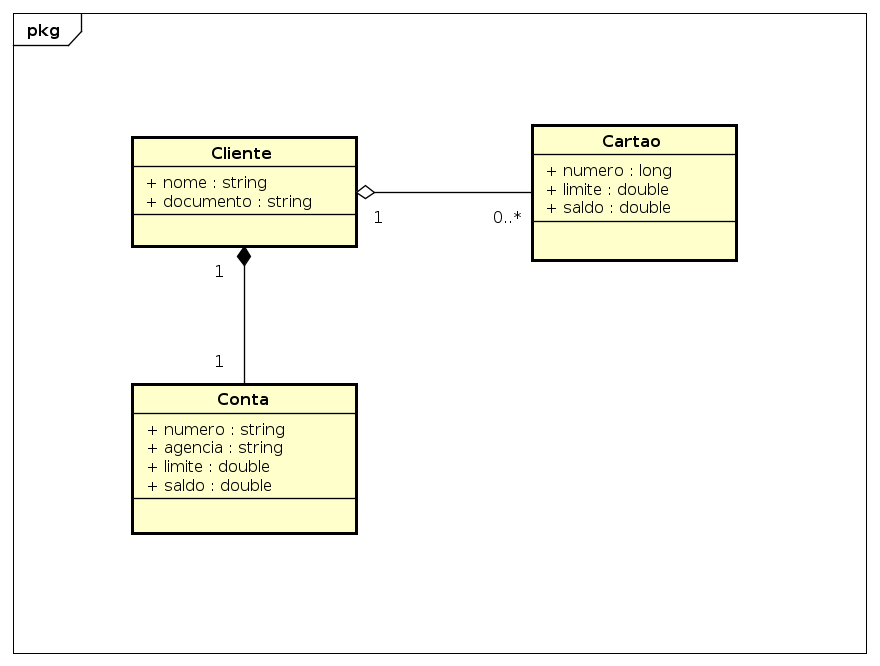 pkg
Cliente
+ nome : string
+ documento : string
Cartao
+ numero : long
+ limite : double
+ saldo : double
1
0..*
1
1
Conta
+ numero : string
+ agencia : string
+ limite : double
+ saldo : double